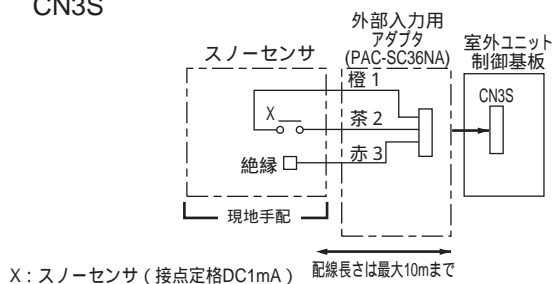 CN3S
外部入力用
アダプタ
(PAC-SC36NA)
室外ユニット
制御基板
スノーセンサ
橙 1
CN3S
X
茶 2
赤 3
絶縁
現地手配
配線長さは最大10mまで
X：スノーセンサ（接点定格DC1mA）